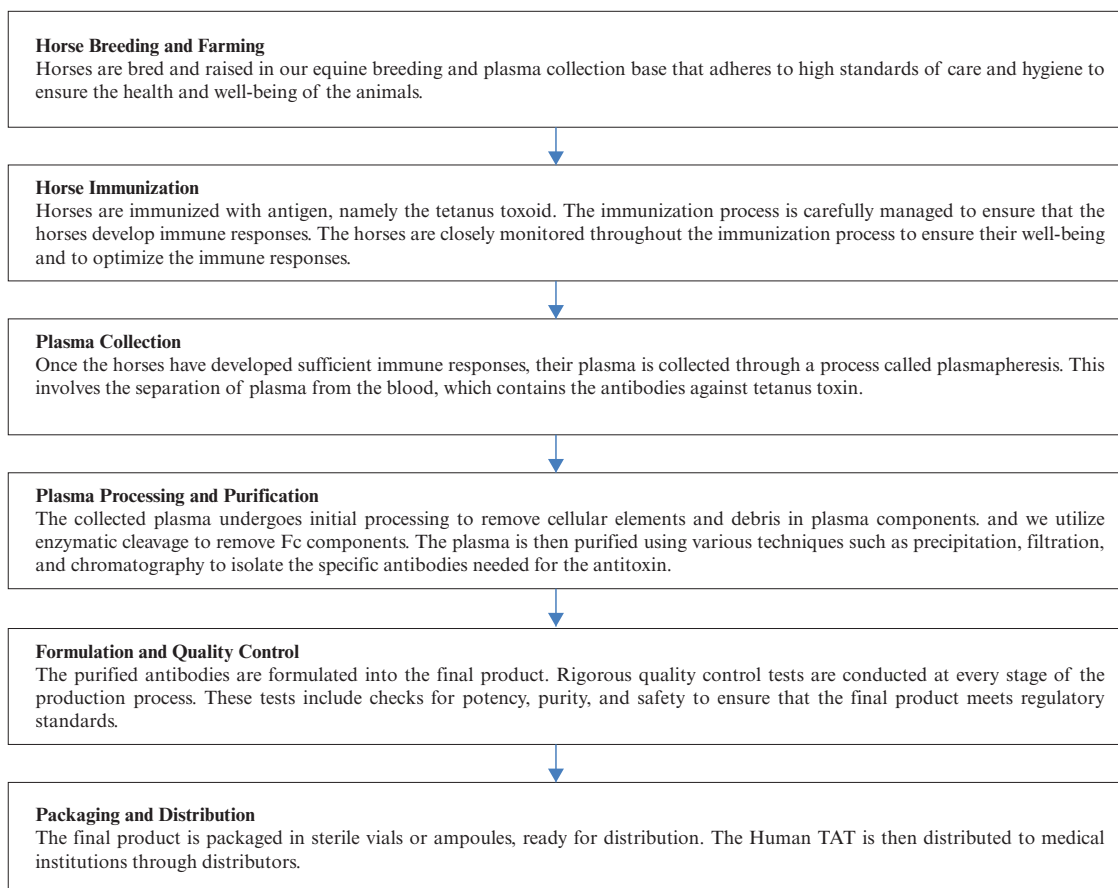 Horse Breeding and Farming
Horses are bred and raised in our equine breeding and plasma collection base that adheres to high standards of care and hygiene to
ensure the health and well-being of the animals.
Horse Immunization
Horses are immunized with antigen, namely the tetanus toxoid. The immunization process is carefully managed to ensure that the
horses develop immune responses. The horses are closely monitored throughout the immunization process to ensure their well-being
and to optimize the immune responses.
Plasma Collection
Once the horses have developed sufficient immune responses, their plasma is collected through a process called plasmapheresis. This
involves the separation of plasma from the blood, which contains the antibodies against tetanus toxin.
Plasma Processing and Purification
The collected plasma undergoes initial processing to remove cellular elements and debris in plasma components. and we utilize
enzymatic cleavage to remove Fc components. The plasma is then purified using various techniques such as precipitation, filtration,
and chromatography to isolate the specific antibodies needed for the antitoxin.
Formulation and Quality Control
The purified antibodies are formulated into the final product. Rigorous quality control tests are conducted at every stage of the
production process. These tests include checks for potency, purity, and safety to ensure that the final product meets regulatory
standards.
Packaging and Distribution
The final product is packaged in sterile vials or ampoules, ready for distribution. The Human TAT is then distributed to medical
institutions through distributors.